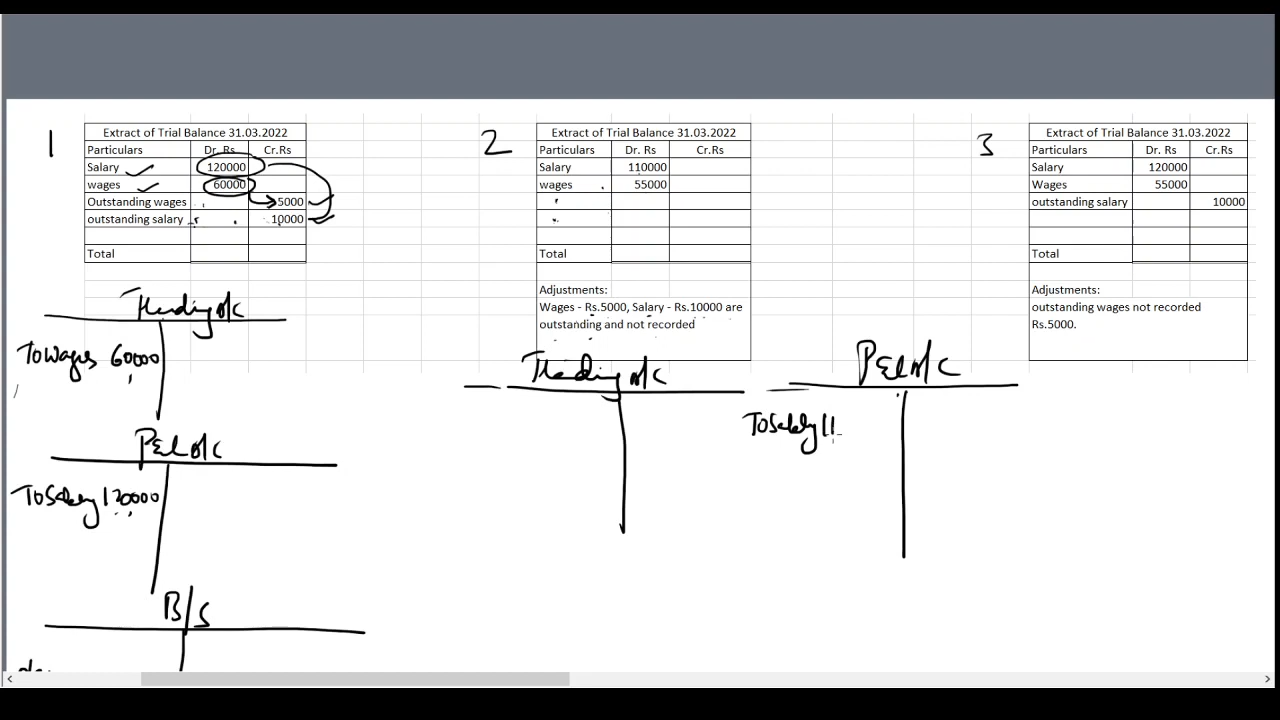 1
Extract of Trial Balance 31.03.2022
Particulars Dr. Rs Cr.Rs
Salary 120000
wages 60000
Outstanding wages 5000
outstanding salary 10000
Total
Trading A/C
To wages 60000
P&L A/C
To Salary 120000
B/S
2
Extract of Trial Balance 31.03.2022
Particulars Dr. Rs Cr.Rs
Salary 110000
wages 55000
Total
Adjustments:
Wages - Rs.5000, Salary - Rs.10000 are
outstanding and not recorded
Trading A/C
P&L A/C
To Salary 11
3
Extract of Trial Balance 31.03.2022
Particulars Dr. Rs Cr.Rs
Salary 120000
Wages 55000
outstanding salary 10000
Total
Adjustments:
outstanding wages not recorded
Rs.5000.